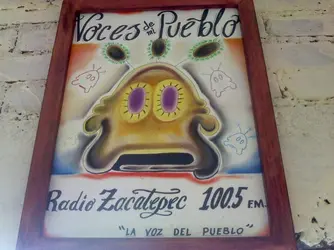 Voces de mi Pueblo
Radio Zacatepec 100.5 FM
"LA VOZ DEL PUEBLO"